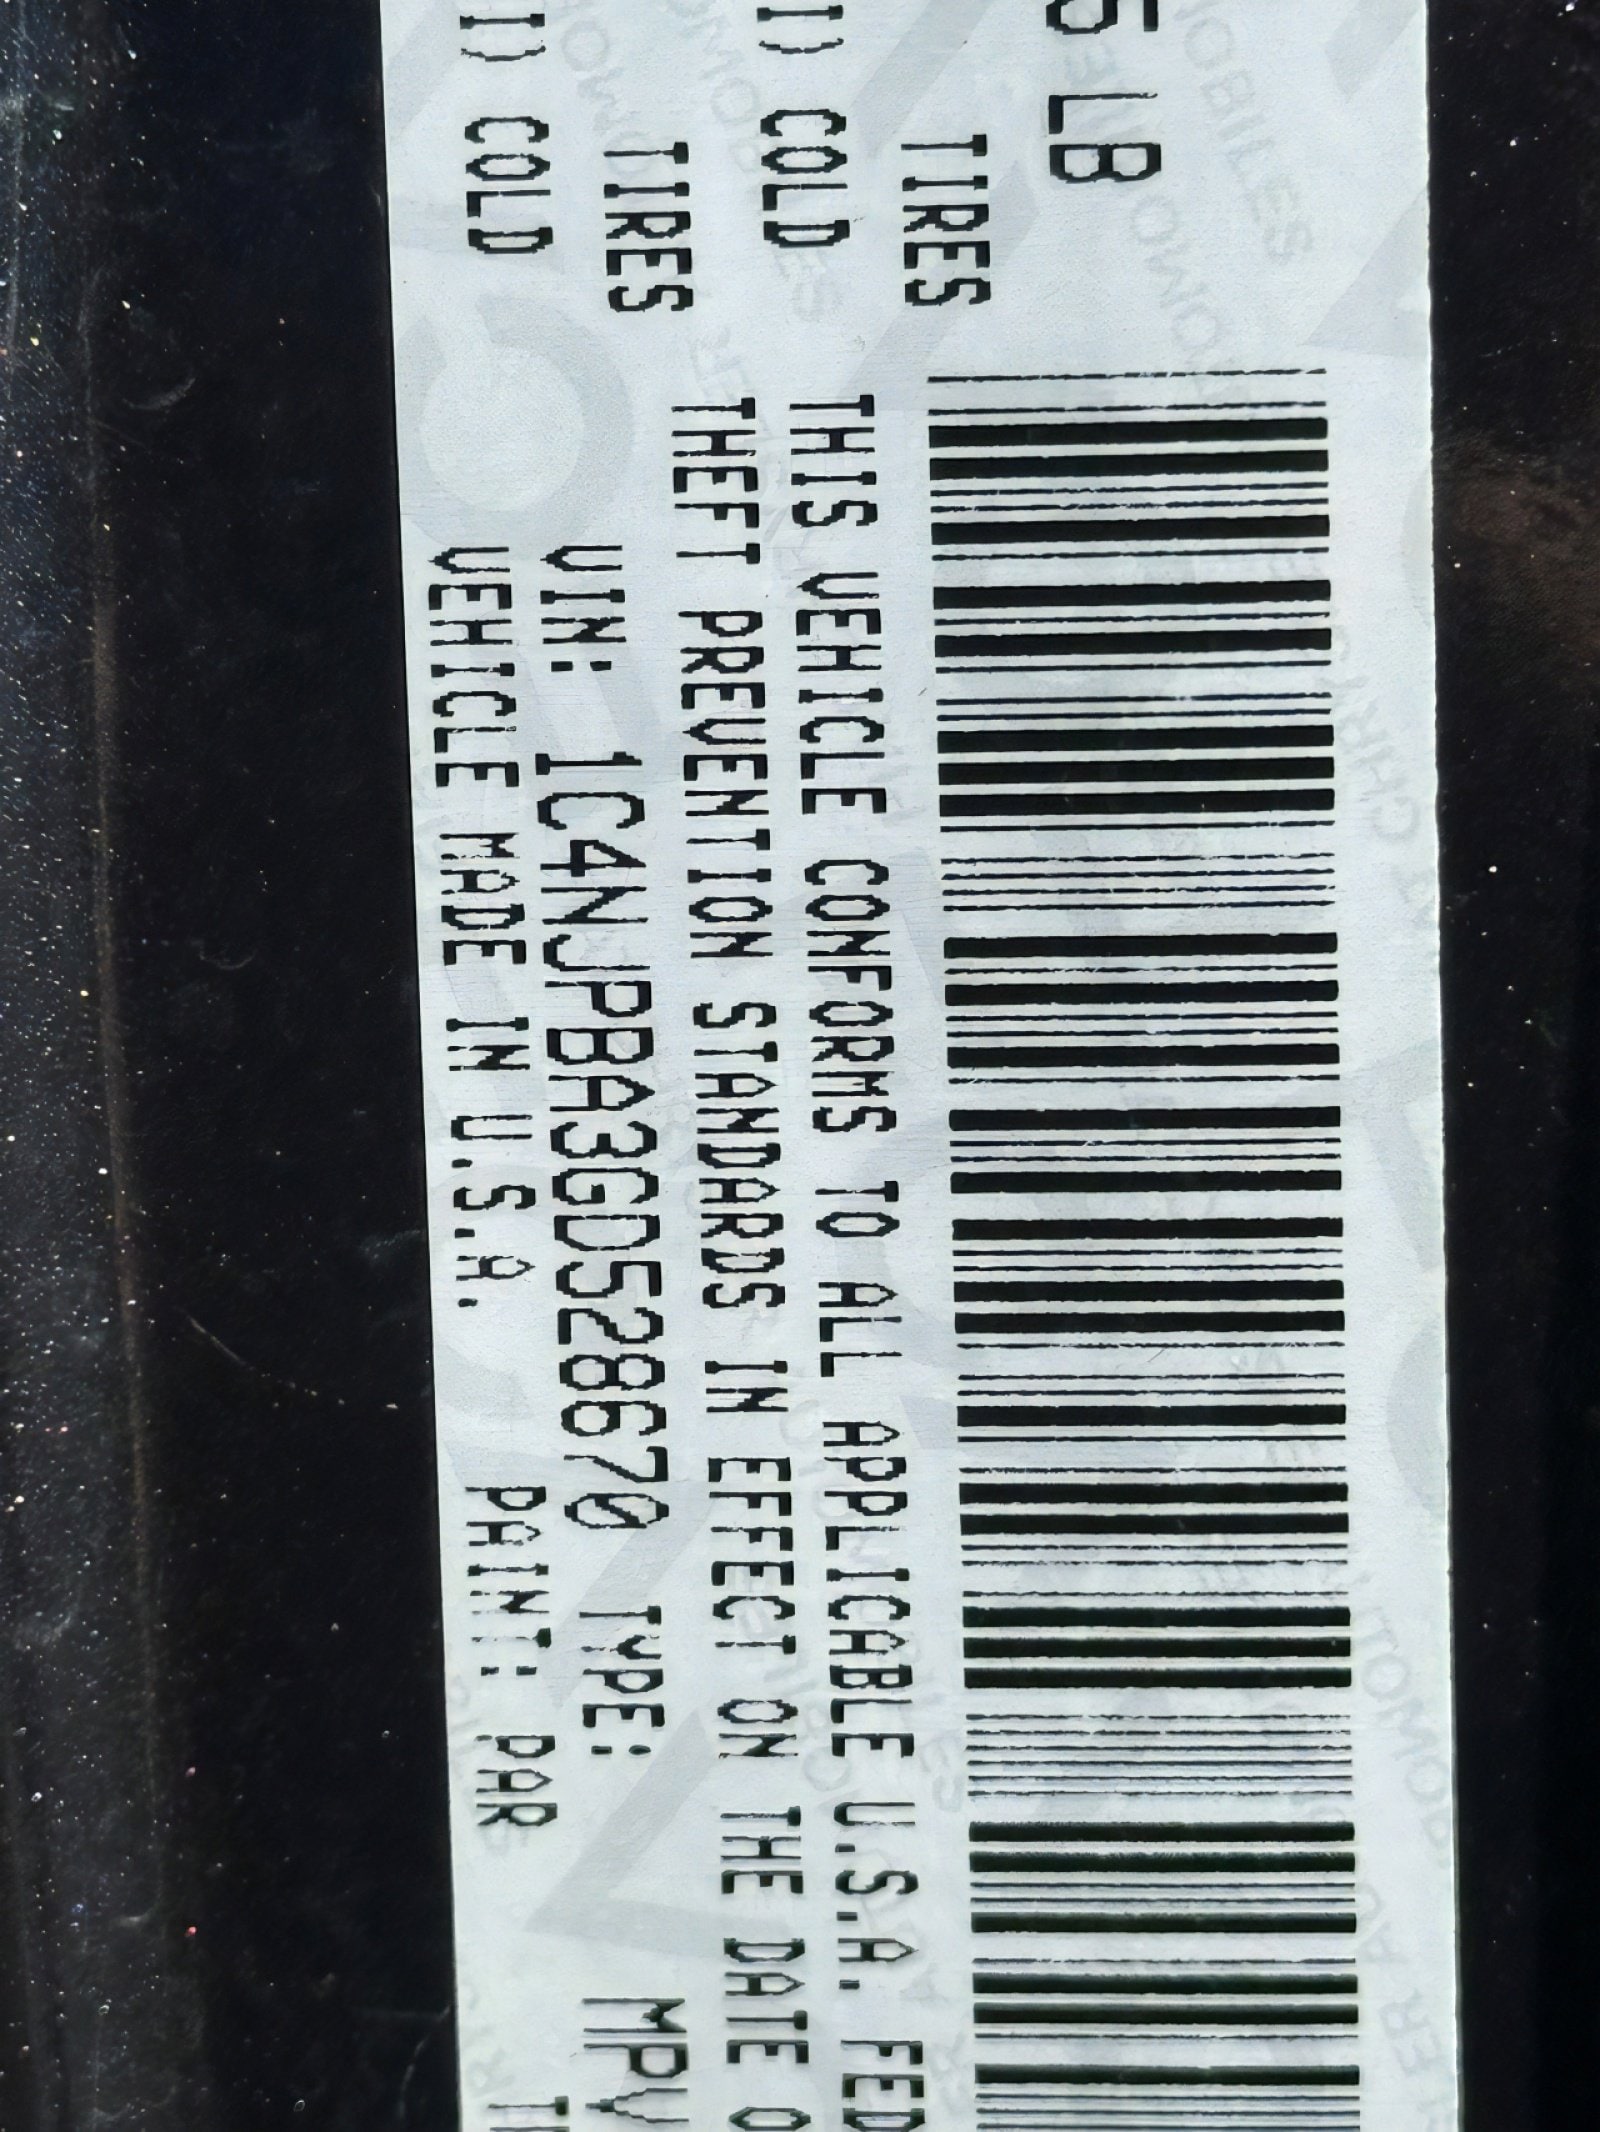 5 LB
TIRES
I) COLD
TIRES
I) COLD
THIS VEHICLE CONFORMS TO ALL APPLICABLE U.S.A. FED
THEFT PREVENTION STANDARDS IN EFFECT ON THE DATE O
VIN: 1C4NJPBA3GD528670 TYPE: MPV
VEHICLE MADE IN U.S.A. PAINT: PAR